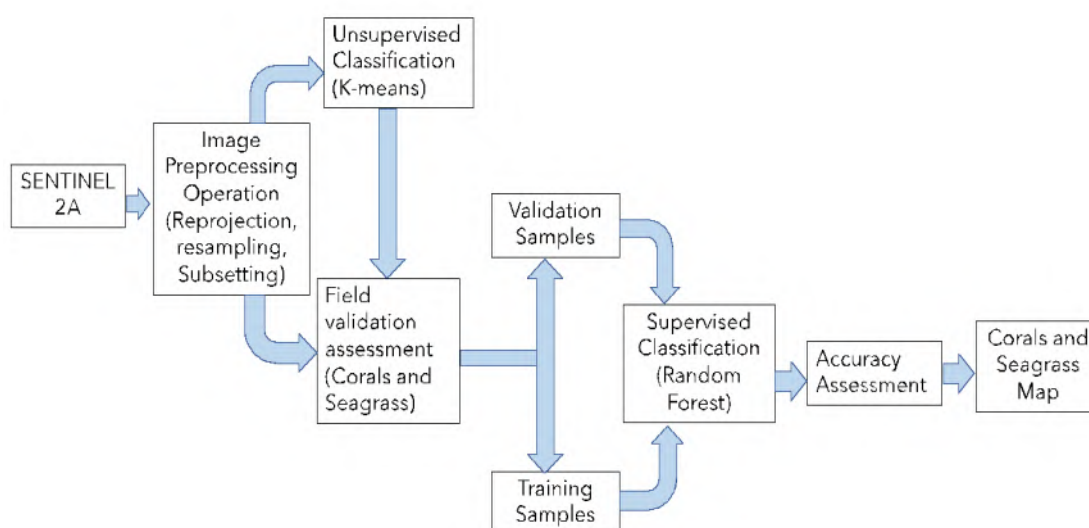 SENTINEL
2A
Image
Preprocessing
Operation
(Reprojection,
resampling,
Subsetting)
Unsupervised
Classification
(K-means)
Field
validation
assessment
(Corals and
Seagrass)
Validation
Samples
Training
Samples
Supervised
Classification
(Random
Forest)
Accuracy
Assessment
Corals and
Seagrass
Map